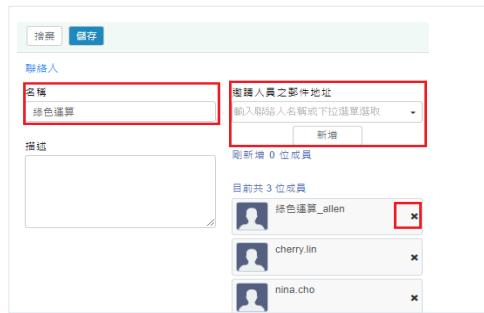 捨棄 儲存
聯絡人
名稱
綠色運算
描述
邀請人員之郵件地址
輸入聯絡人名稱或下拉選單選取
新增
剛新增 0 位成員
目前共 3 位成員
綠色運算_allen
cherry.lin
nina.cho